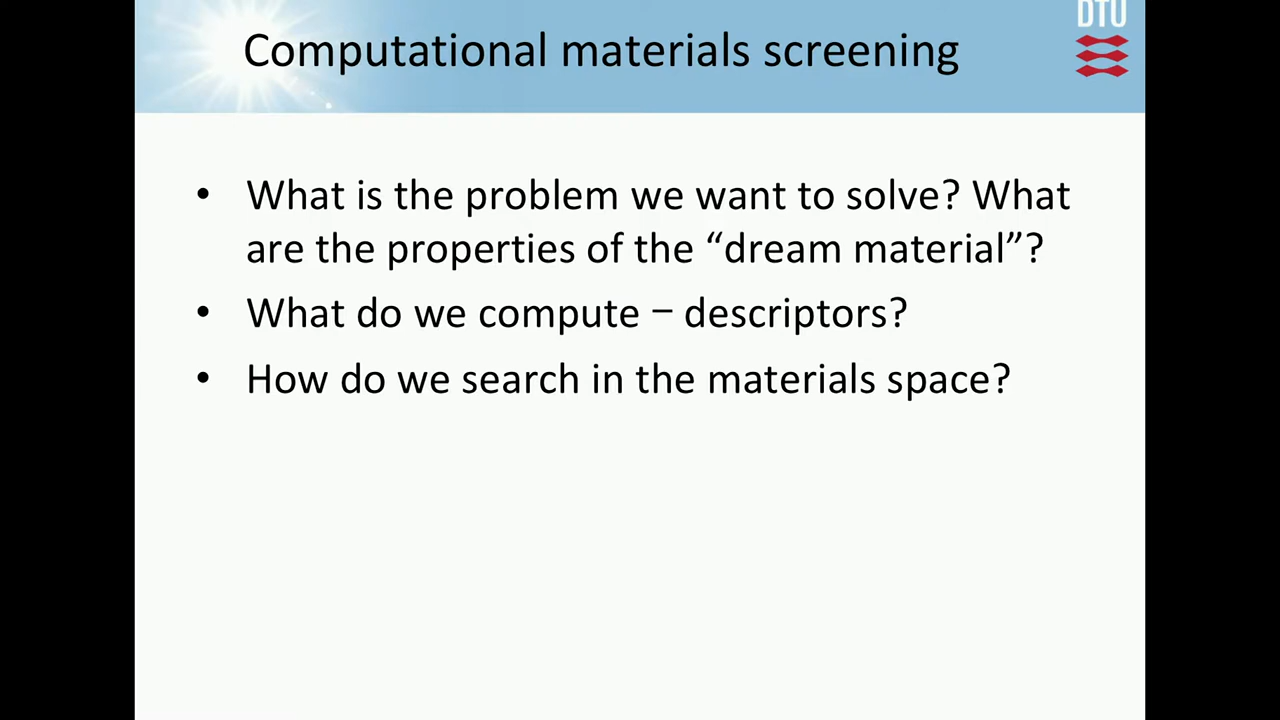 DTU
Computational materials screening
• What is the problem we want to solve? What
are the properties of the “dream material”?
• What do we compute – descriptors?
• How do we search in the materials space?